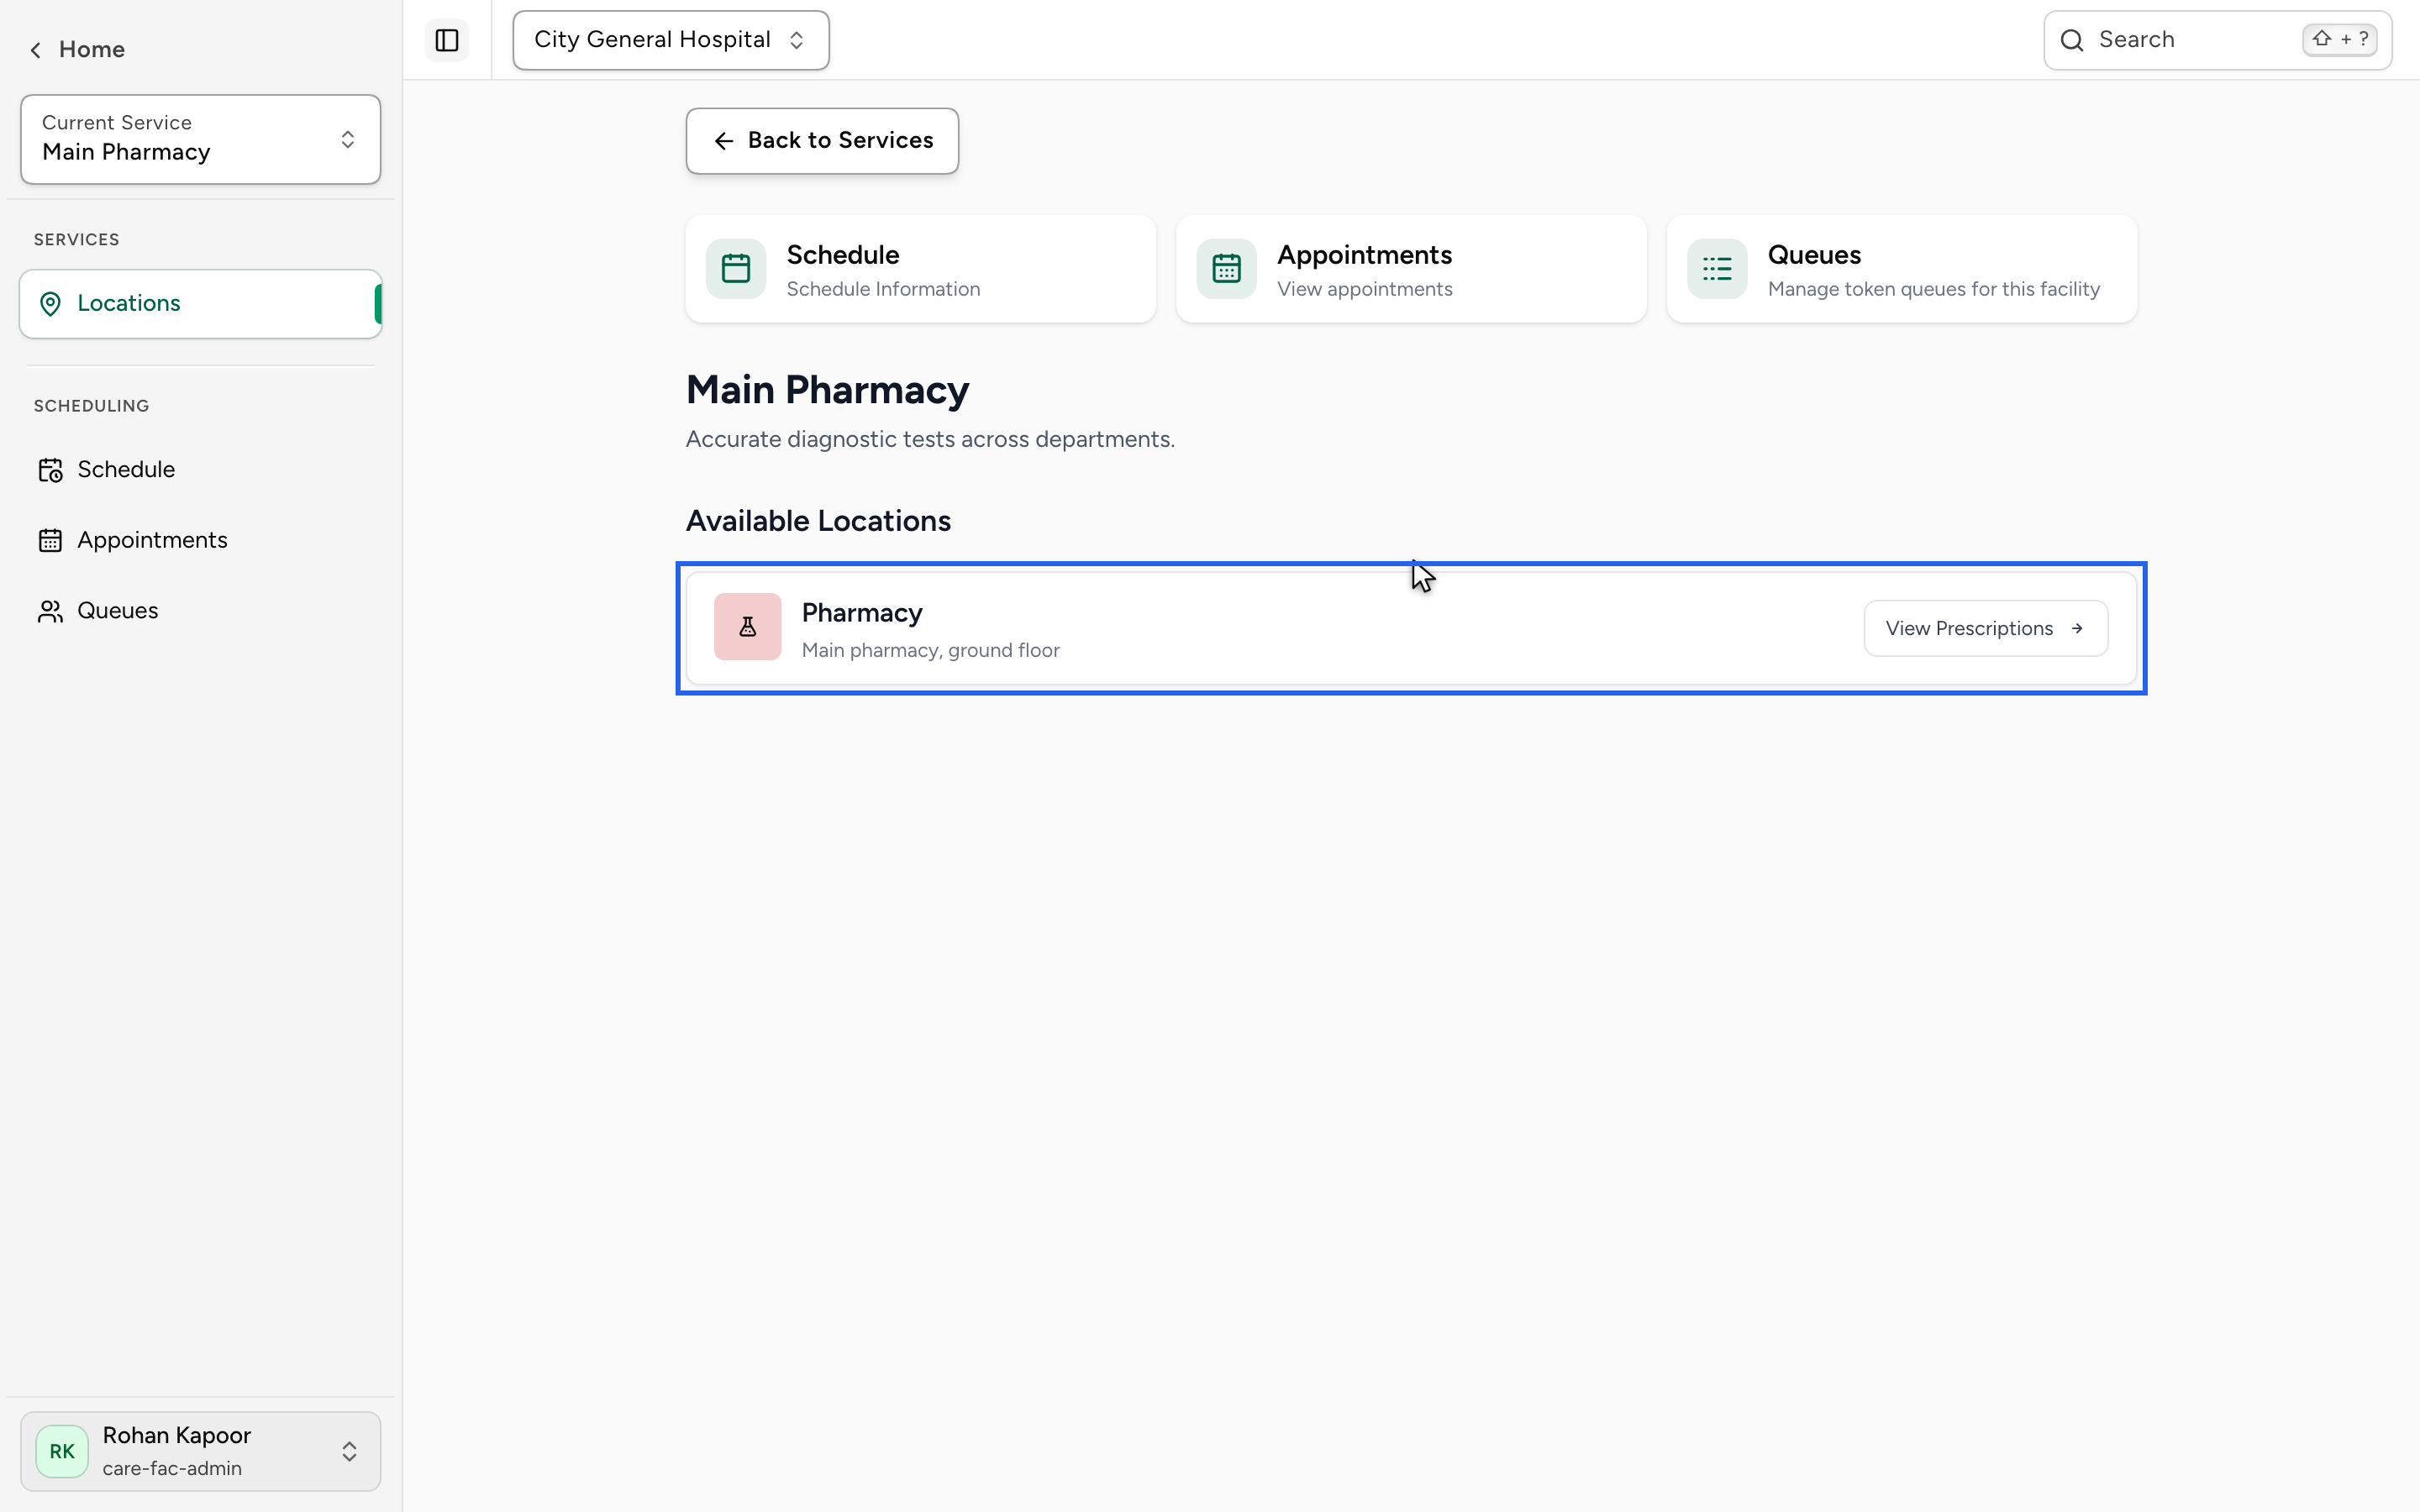 Home
Current Service
Main Pharmacy
SERVICES
Locations
SCHEDULING
Schedule
Appointments
Queues
RK
Rohan Kapoor
care-fac-admin
City General Hospital
Search
⇧ + ?
Back to Services
Schedule
Schedule Information
Appointments
View appointments
Queues
Manage token queues for this facility
Main Pharmacy
Accurate diagnostic tests across departments.
Available Locations
Pharmacy
Main pharmacy, ground floor
View Prescriptions